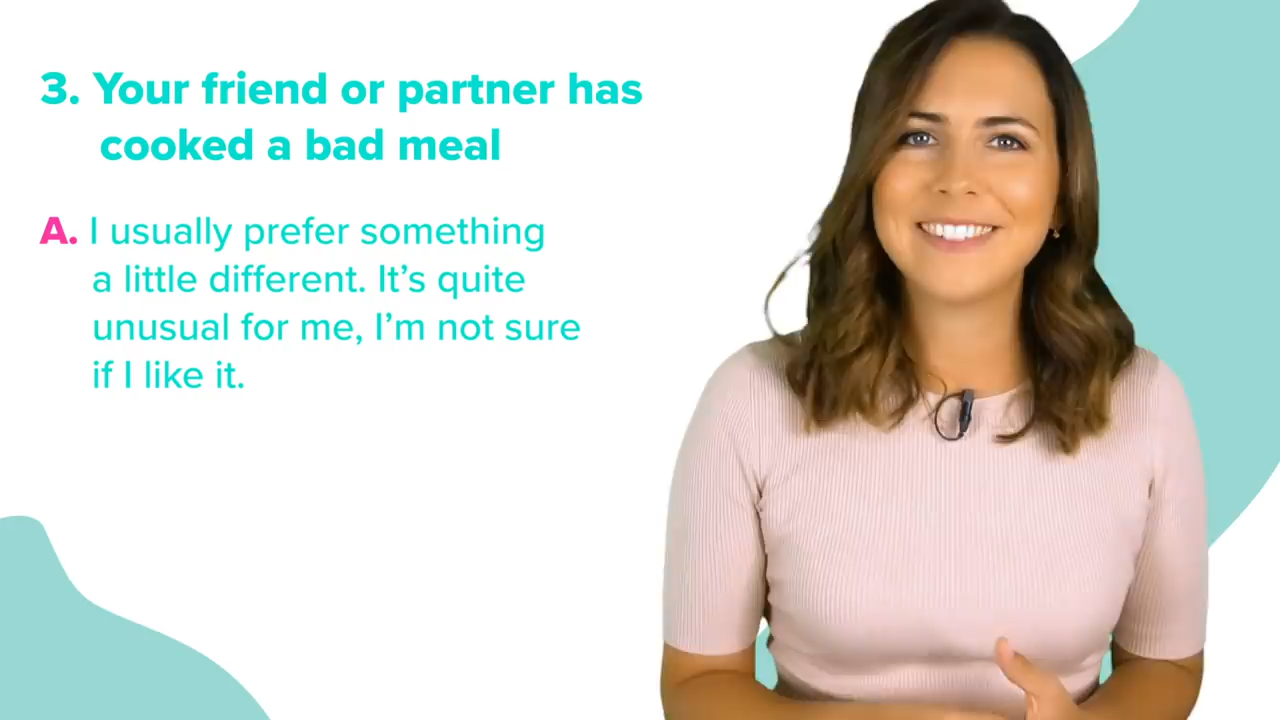 3. Your friend or partner has
cooked a bad meal
A. I usually prefer something
a little different. It’s quite
unusual for me, I’m not sure
if I like it.